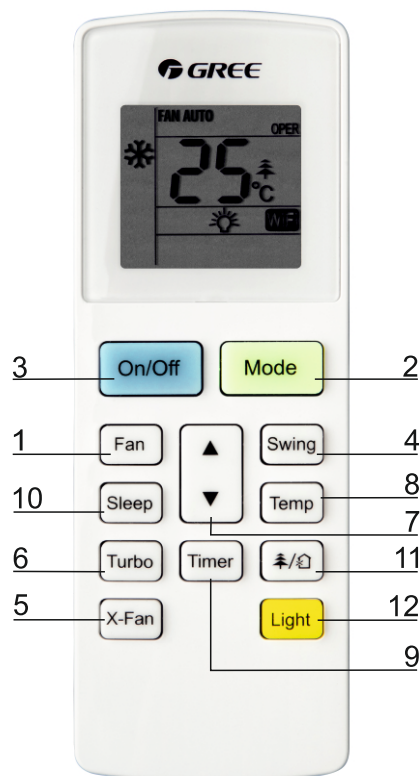 GREE
FAN AUTO
OPER
25 °C
WiFi
3 On/Off Mode 2
1 Fan ▲ Swing 4
10 Sleep ▼ Temp 8
7
6 Turbo Timer / 11
5 X-Fan Light 12
9